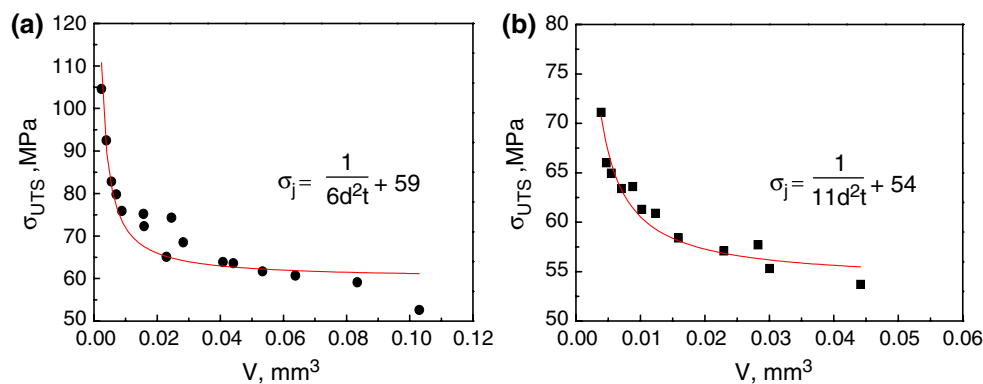 (a)
120
110
100
90
80
70
60
50
σUTS ,MPa
σj= 1/6d²t + 59
0.00 0.02 0.04 0.06 0.08 0.10 0.12
V, mm³
(b)
80
75
70
65
60
55
50
σUTS ,MPa
σj= 1/11d²t + 54
0.00 0.01 0.02 0.03 0.04 0.05 0.06
V, mm³